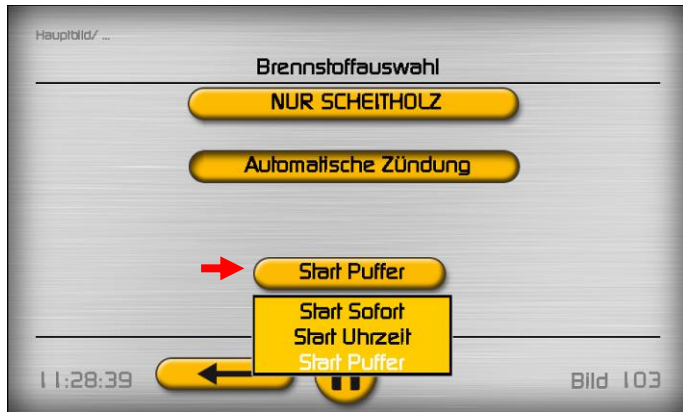 Hauptbild/ ...
Brennstoffauswahl
NUR SCHEITHOLZ
Automatische Zündung
Start Puffer
Start Sofort
Start Uhrzeit
Start Puffer
11:28:39
Bild 103